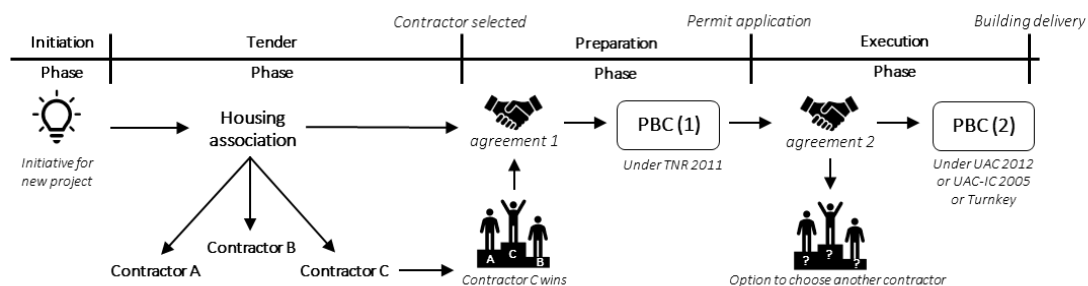 Contractor selected
Permit application
Building delivery
Initiation
Tender
Preparation
Execution
Phase
Phase
Phase
Phase
Initiative for
new project
Housing
association
Contractor A
Contractor B
Contractor C
agreement 1
A
C
B
Contractor C wins
PBC (1)
Under TNR 2011
agreement 2
?
?
?
Option to choose another contractor
PBC (2)
Under UAC 2012
or UAC-IC 2005
or Turnkey